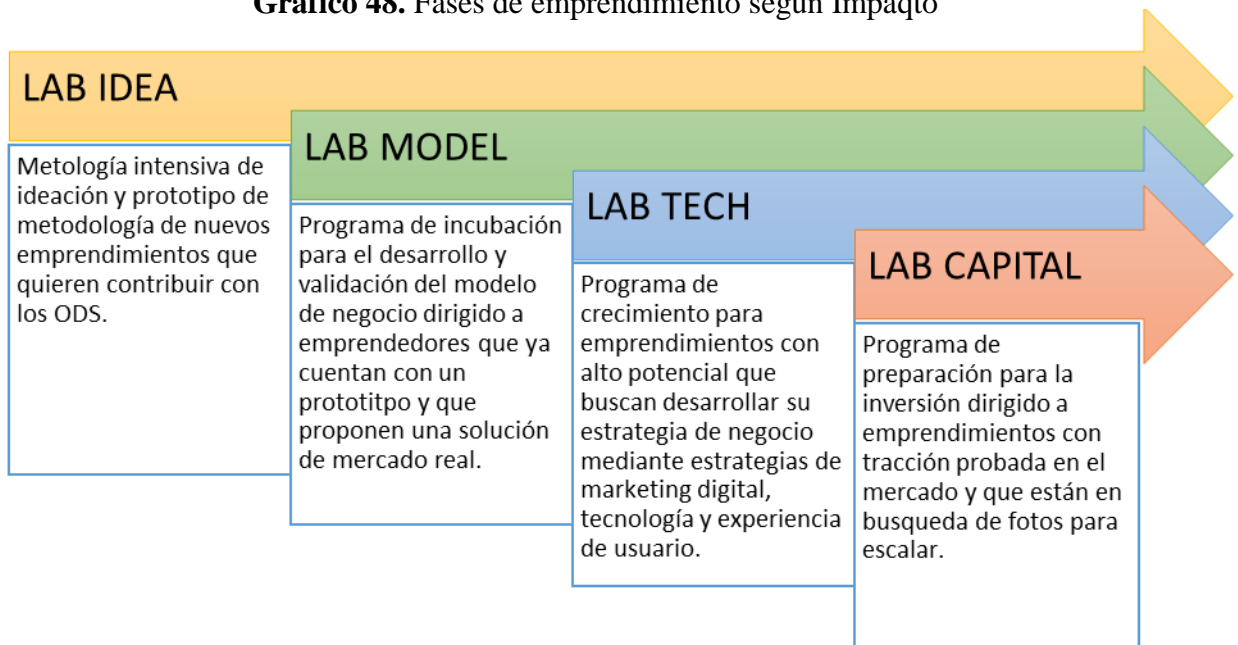 Gráfico 48. Fases de emprendimiento según Impaqto
LAB IDEA
Metología intensiva de
ideación y prototipo de
metodología de nuevos
emprendimientos que
quieren contribuir con
los ODS.
LAB MODEL
Programa de incubación
para el desarrollo y
validación del modelo
de negocio dirigido a
emprendedores que ya
cuentan con un
prototitpo y que
proponen una solución
de mercado real.
LAB TECH
Programa de
crecimiento para
emprendimientos con
alto potencial que
buscan desarrollar su
estrategia de negocio
mediante estrategias de
marketing digital,
tecnología y experiencia
de usuario.
LAB CAPITAL
Programa de
preparación para la
inversión dirigido a
emprendimientos con
tracción probada en el
mercado y que están en
busqueda de fotos para
escalar.